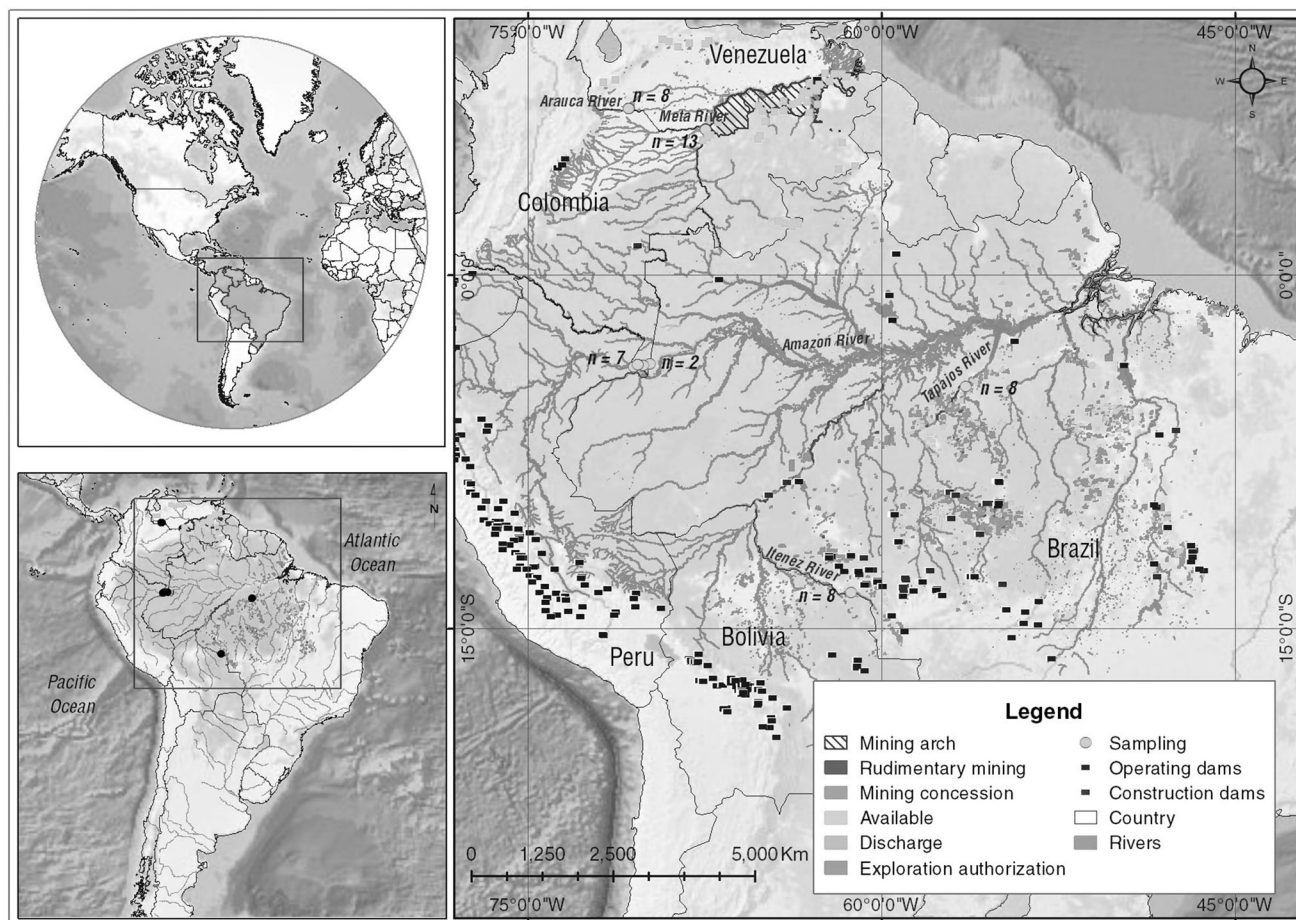 75°0'0"W
60°0'0"W
45°0'0"W
N
W
E
S
Venezuela
Arauca River
n = 8
Meta River
n = 13
Colombia
0°0'0"
0°0'0"
Amazon River
n = 7
n = 2
Tapajos River
n = 8
Brazil
Itenez River
n = 8
15°0'0"S
15°0'0"S
Bolivia
Peru
N
Atlantic
Ocean
Pacific
Ocean
Legend
Mining arch
Rudimentary mining
Mining concession
Available
Discharge
Exploration authorization
Sampling
Operating dams
Construction dams
Country
Rivers
0 1,250 2,500 5,000 Km
75°0'0"W
60°0'0"W
45°0'0"W